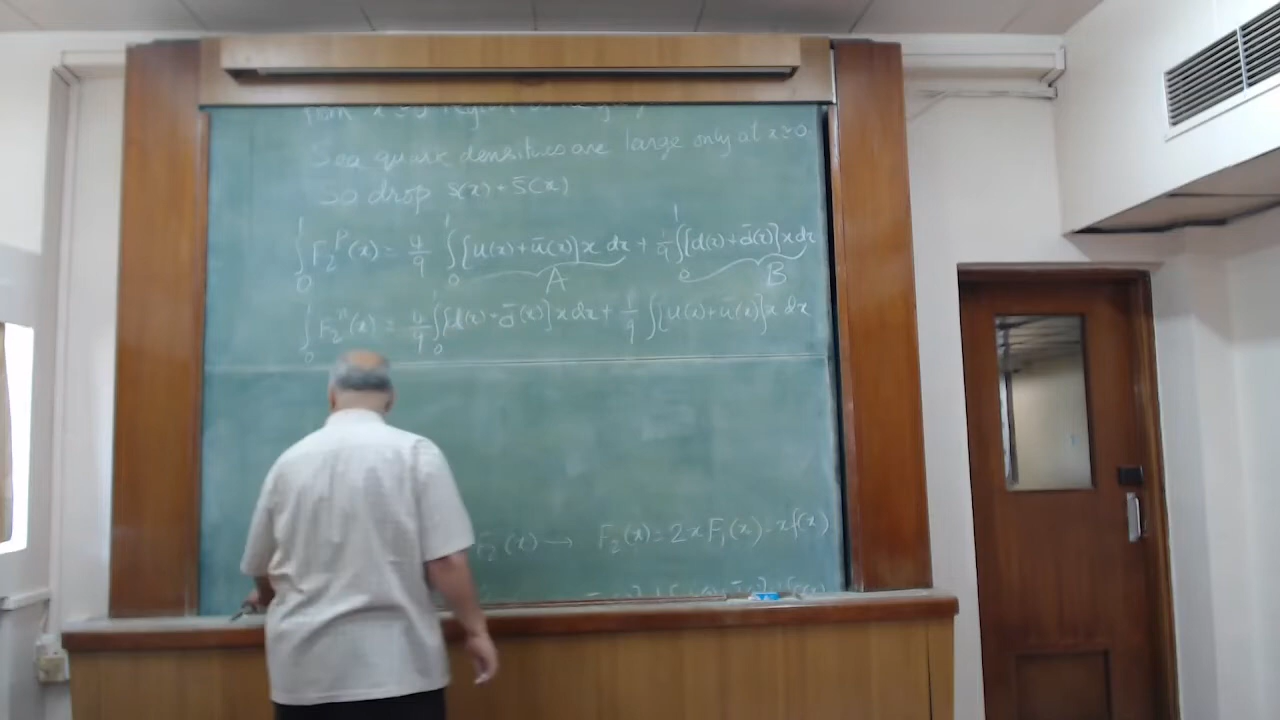 Sea quark densities are large only at x≃0
So drop s(x) + s̄(x)
∫₀¹ F₂ᵖ(x) = 4/9 ∫₀¹ [u(x) + ū(x)] x dx + 1/9 ∫₀¹ [d(x) + d̄(x)] x dx
A B
∫₀¹ F₂ⁿ(x) = 4/9 ∫₀¹ [d(x) + d̄(x)] x dx + 1/9 ∫ [u(x) + ū(x)] x dx
F₂(x) → F₂(x) = 2x F₁(x) = x f(x)